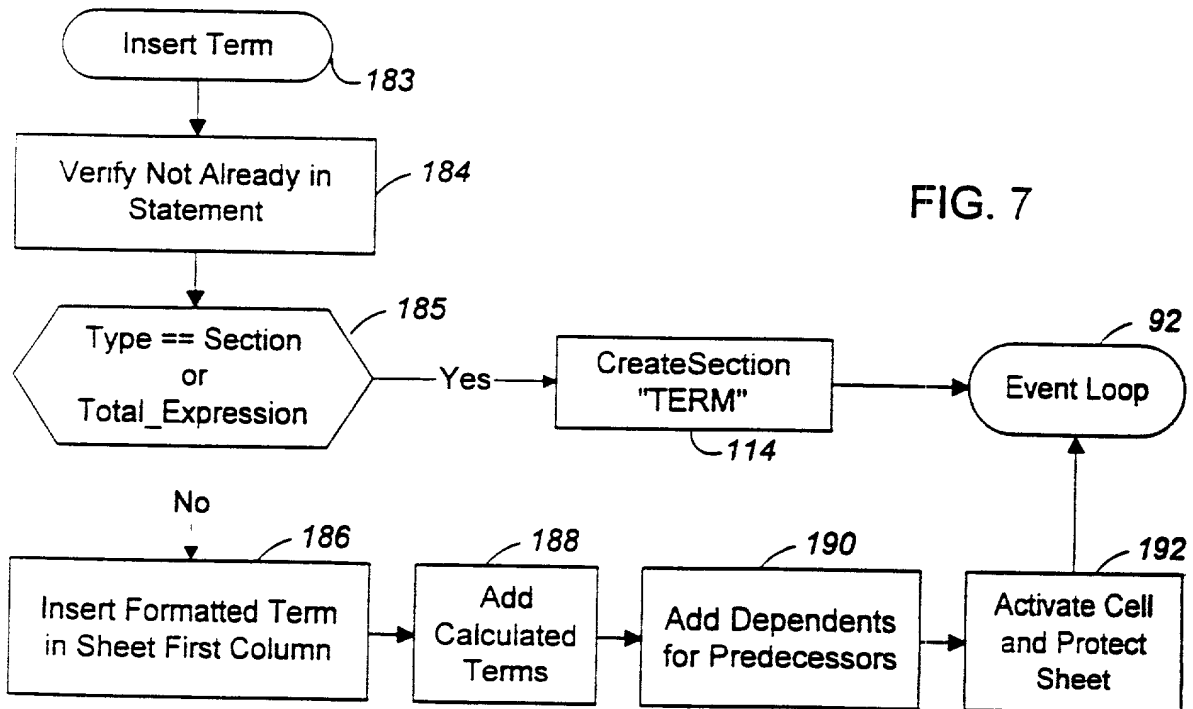 Insert Term
183
Verify Not Already in
Statement
184
FIG. 7
Type == Section
or
Total_Expression
185
Yes
CreateSection
"TERM"
114
92
Event Loop
No
186
Insert Formatted Term
in Sheet First Column
188
Add
Calculated
Terms
190
Add Dependents
for Predecessors
192
Activate Cell
and Protect
Sheet